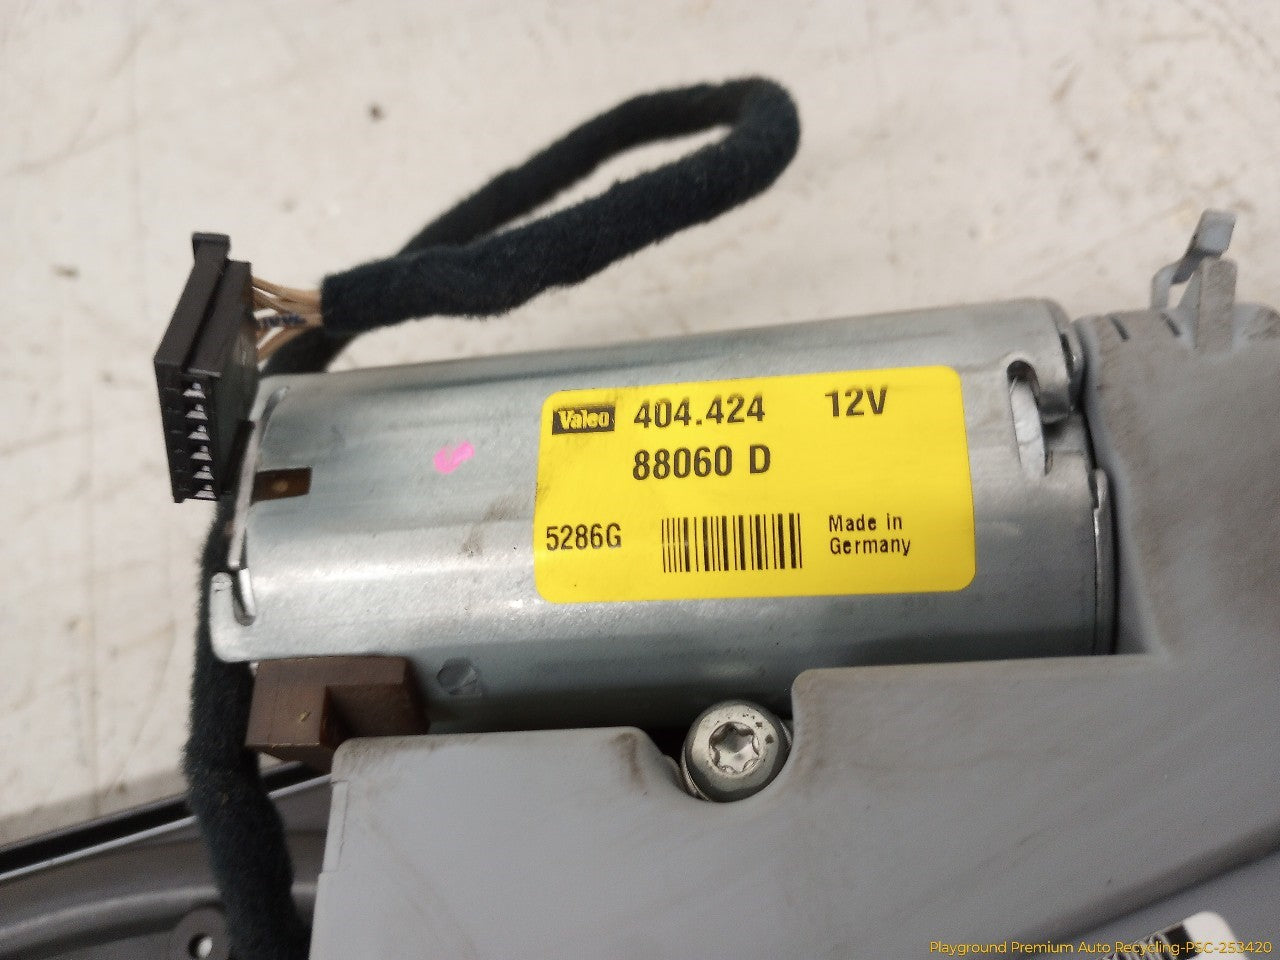 Valeo 404.424 12V
88060 D
5286G
Made in
Germany
Playground Premium Auto Recycling-PSC-253420